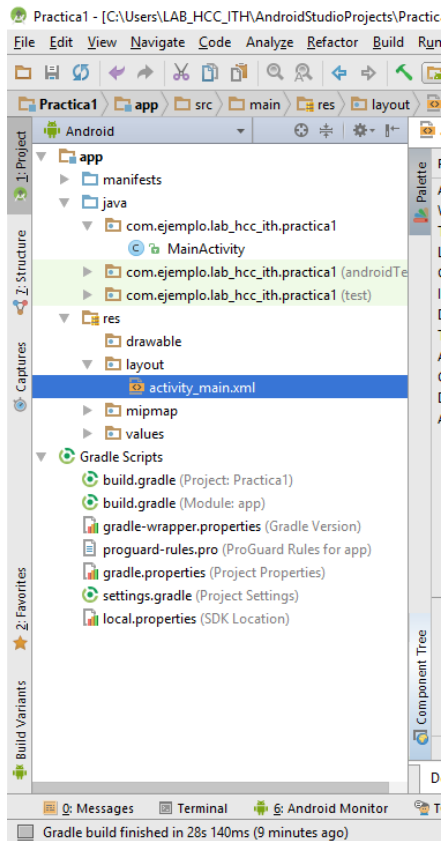 Practica1 - [C:\Users\LAB_HCC_ITH\AndroidStudioProjects\Practica
File Edit View Navigate Code Analyze Refactor Build Run
Practica1 app src main res layout
1: Project
Android
Palette
app
manifests
java
com.ejemplo.lab_hcc_ith.practica1
MainActivity
com.ejemplo.lab_hcc_ith.practica1 (androidTe
com.ejemplo.lab_hcc_ith.practica1 (test)
res
drawable
layout
activity_main.xml
mipmap
values
Gradle Scripts
build.gradle (Project: Practica1)
build.gradle (Module: app)
gradle-wrapper.properties (Gradle Version)
proguard-rules.pro (ProGuard Rules for app)
gradle.properties (Project Properties)
settings.gradle (Project Settings)
local.properties (SDK Location)
Z: Structure
Captures
2: Favorites
Build Variants
Component Tree
0: Messages Terminal 6: Android Monitor
Gradle build finished in 28s 140ms (9 minutes ago)